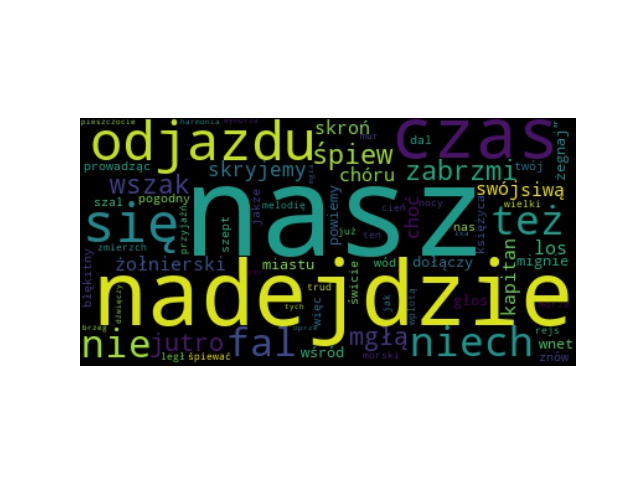 pieszczocie harmonia
odjazdu skroń czas dal żegnaj"
śpiew
prowadząc skryjemy chóru zabrzmi twój
wszak nasz swój siwą
szal pogodny jakże melodię choć nocy wielki
się przyjaźń szept powiemy już ten cień nas księżyca też
zmierzch los
błękitny żołnierski miastu świcie wód dołączy kapitan mignie
nadejdzie
dźwięczy trud tych więc jak wplotą głos
brzeg rejs
nie jutro fal mgłą niech wnet
legł śpiewać wśród morski znów
mur